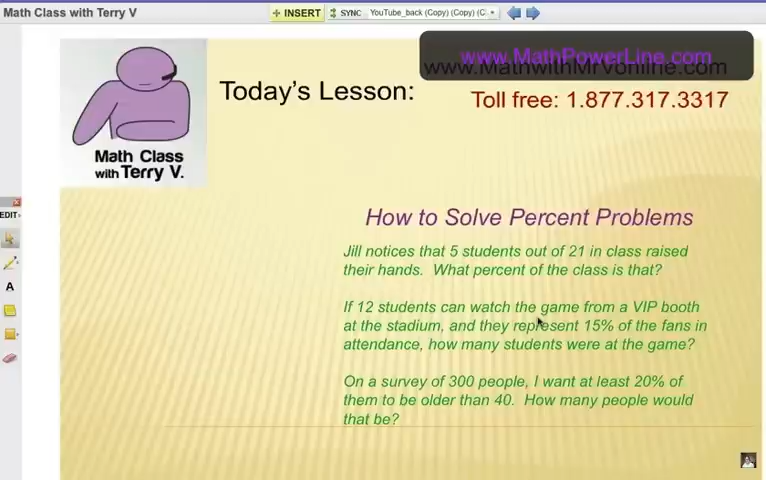 Math Class with Terry V
INSERT
SYNC
YouTube_back (Copy) (Copy) (C
www.MathPowerLine.com
www.MathwithMrVonline.com
Today's Lesson:
Toll free: 1.877.317.3317
Math Class
with Terry V.
EDIT
A
How to Solve Percent Problems
Jill notices that 5 students out of 21 in class raised
their hands. What percent of the class is that?
If 12 students can watch the game from a VIP booth
at the stadium, and they represent 15% of the fans in
attendance, how many students were at the game?
On a survey of 300 people, I want at least 20% of
them to be older than 40. How many people would
that be?